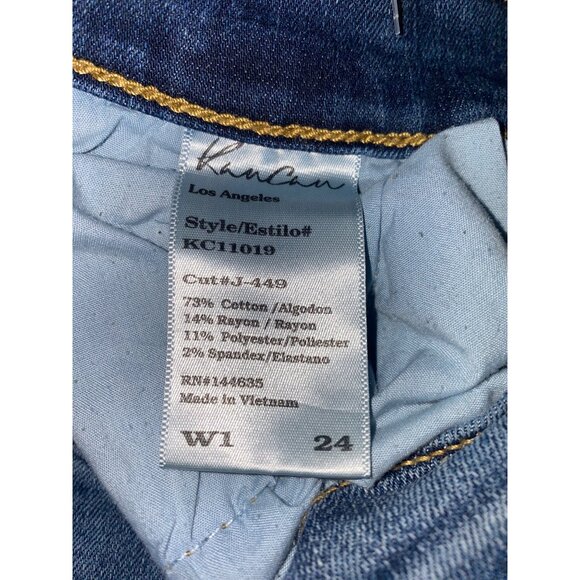 KanCan
Los Angeles
Style/Estilo#
KC11019
Cut#J-449
73% Cotton /Algodon
14% Rayon / Rayon
11% Polyester/Poliester
2% Spandex/Elastano
RN#144635
Made in Vietnam
W1 24